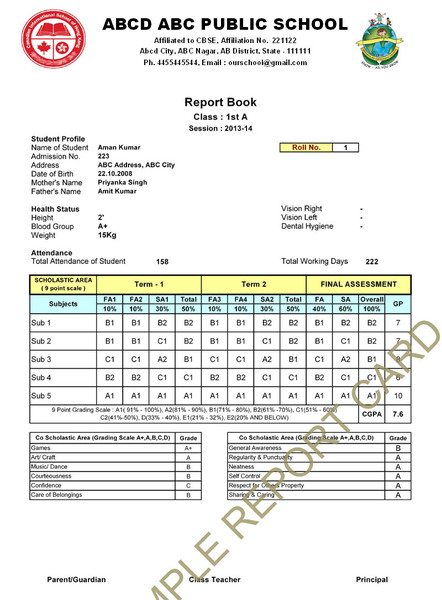 ABCD ABC PUBLIC SCHOOL
Affiliated to CBSE, Affiliation No. 221122
Abcd City, ABC Nagar, AB District, State - 111111
Ph. 4455445544, Email : ourschool@gmail.com
Report Book
Class : 1st A
Session : 2013-14
Student Profile
Name of Student Aman Kumar Roll No. 1
Admission No. 223
Address ABC Address, ABC City
Date of Birth 22.10.2008
Mother's Name Priyanka Singh
Father's Name Amit Kumar
Health Status Vision Right -
Height 2' Vision Left -
Blood Group A+ Dental Hygiene -
Weight 15Kg
Attendance
Total Attendance of Student 158 Total Working Days 222
SCHOLASTIC AREA ( 9 point scale ) Term - 1 Term 2 FINAL ASSESSMENT
Subjects FA1 FA2 SA1 Total FA3 FA4 SA2 Total FA SA Overall GP
10% 10% 30% 50% 10% 10% 30% 50% 40% 60% 100%
Sub 1 B1 B1 B2 B2 B1 B1 B2 B2 B1 B2 B2 7
Sub 2 B1 B1 B2 B2 B1 B1 C1 B2 B1 C1 B2 7
Sub 3 C1 C1 A2 B1 C1 C1 A2 B1 C1 A2 B1 8
Sub 4 B2 B2 C1 C1 B2 B2 C1 C1 B2 C1 C1 6
Sub 5 A1 A1 A1 A1 A1 A1 A1 A1 A1 A1 A1 10
9 Point Grading Scale : A1( 91% - 100%), A2(81% - 90%), B1(71% - 80%), B2(61% -70%), C1(51% - 60%) CGPA 7.6
C2(41%-50%), D(33% - 40%), E1(21% - 32%), E2(20% AND BELOW)
Co Scholastic Area (Grading Scale A+,A,B,C,D) Grade Co Scholastic Area (Grading Scale A+,A,B,C,D) Grade
Games A+ General Awareness B
Art/ Craft A Regularity & Punctuality A
Music/ Dance B Neatness A
Courteousness B Self Control A
Confidence C Respect for Others Property A
Care of Belongings B Sharing & Caring A
Parent/Guardian Class Teacher Principal
MPLE REPORT CARD